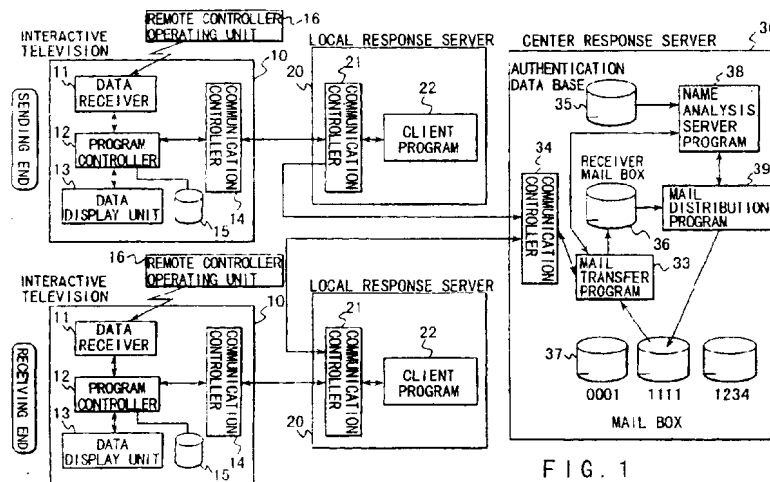 REMOTE CONTROLLER
OPERATING UNIT
16
INTERACTIVE
TELEVISION
10
11
DATA
RECEIVER
SENDING END
12
PROGRAM
CONTROLLER
COMMUNICATION
CONTROLLER
13
DATA
DISPLAY UNIT
15
14
LOCAL RESPONSE SERVER
20
21
COMMUNICATION
CONTROLLER
22
CLIENT
PROGRAM
CENTER RESPONSE SERVER
AUTHENTICATION
DATA BASE
35
38
NAME
ANALYSIS
SERVER
PROGRAM
34
COMMUNICATION
CONTROLLER
RECEIVER
MAIL BOX
39
MAIL
DISTRIBUTION
PROGRAM
36
33
MAIL
TRANSFER
PROGRAM
37
0001
1111
1234
MAIL BOX
16
REMOTE CONTROLLER
OPERATING UNIT
INTERACTIVE
TELEVISION
10
11
DATA
RECEIVER
RECEIVING END
12
PROGRAM
CONTROLLER
COMMUNICATION
CONTROLLER
13
DATA
DISPLAY UNIT
15
14
LOCAL RESPONSE SERVER
21
COMMUNICATION
CONTROLLER
22
CLIENT
PROGRAM
20
FIG. 1